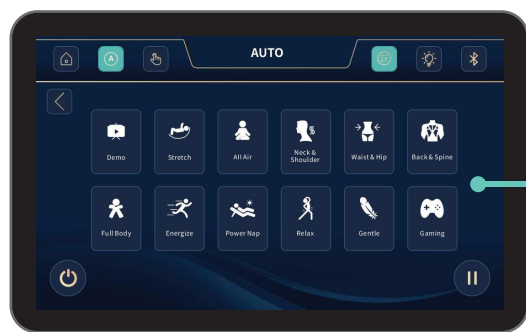 A
AUTO
Demo
Stretch
All Air
Neck &
Shoulder
Waist & Hip
Back & Spine
Full Body
Energize
Power Nap
Relax
Gentle
Gaming